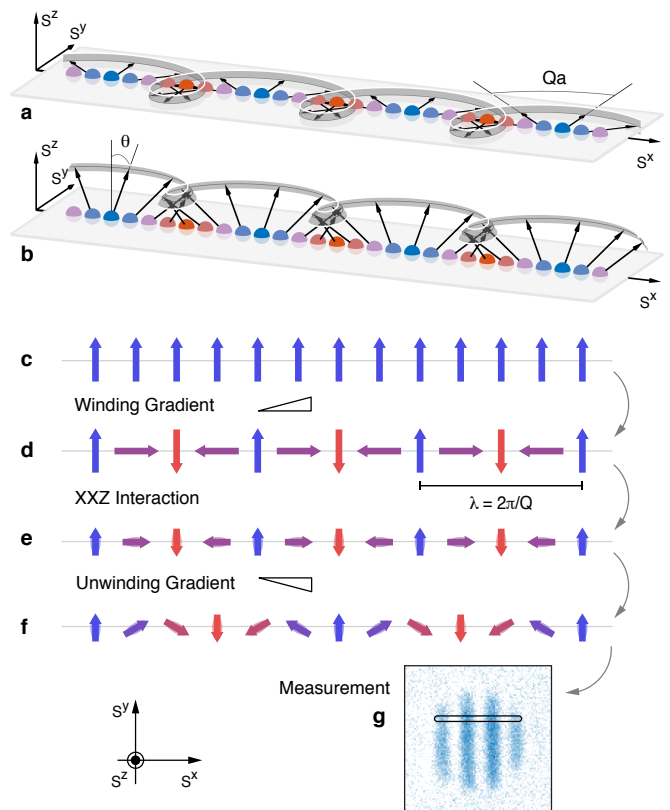 S^z
S^y
Qa
a
S^x
S^z
θ
S^y
b
S^x
c
Winding Gradient
d
XXZ Interaction
λ = 2π/Q
e
Unwinding Gradient
f
Measurement
g
S^y
S^z
S^x